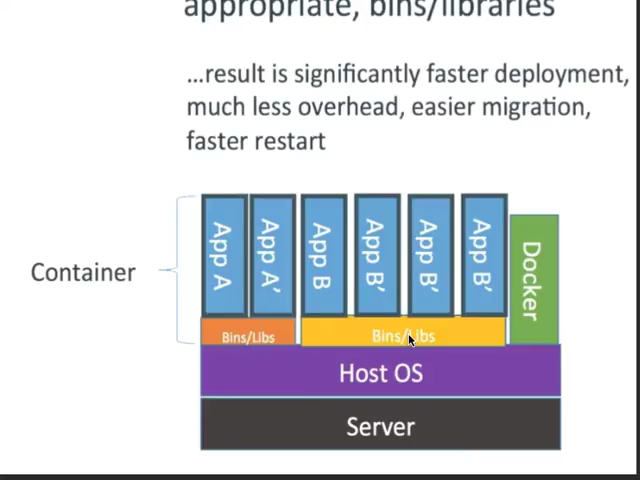 appropriate, bins/libraries
...result is significantly faster deployment,
much less overhead, easier migration,
faster restart
Container
App A
App A'
App B
App B'
App B'
App B'
Docker
Bins/Libs
Bins/Libs
Host OS
Server